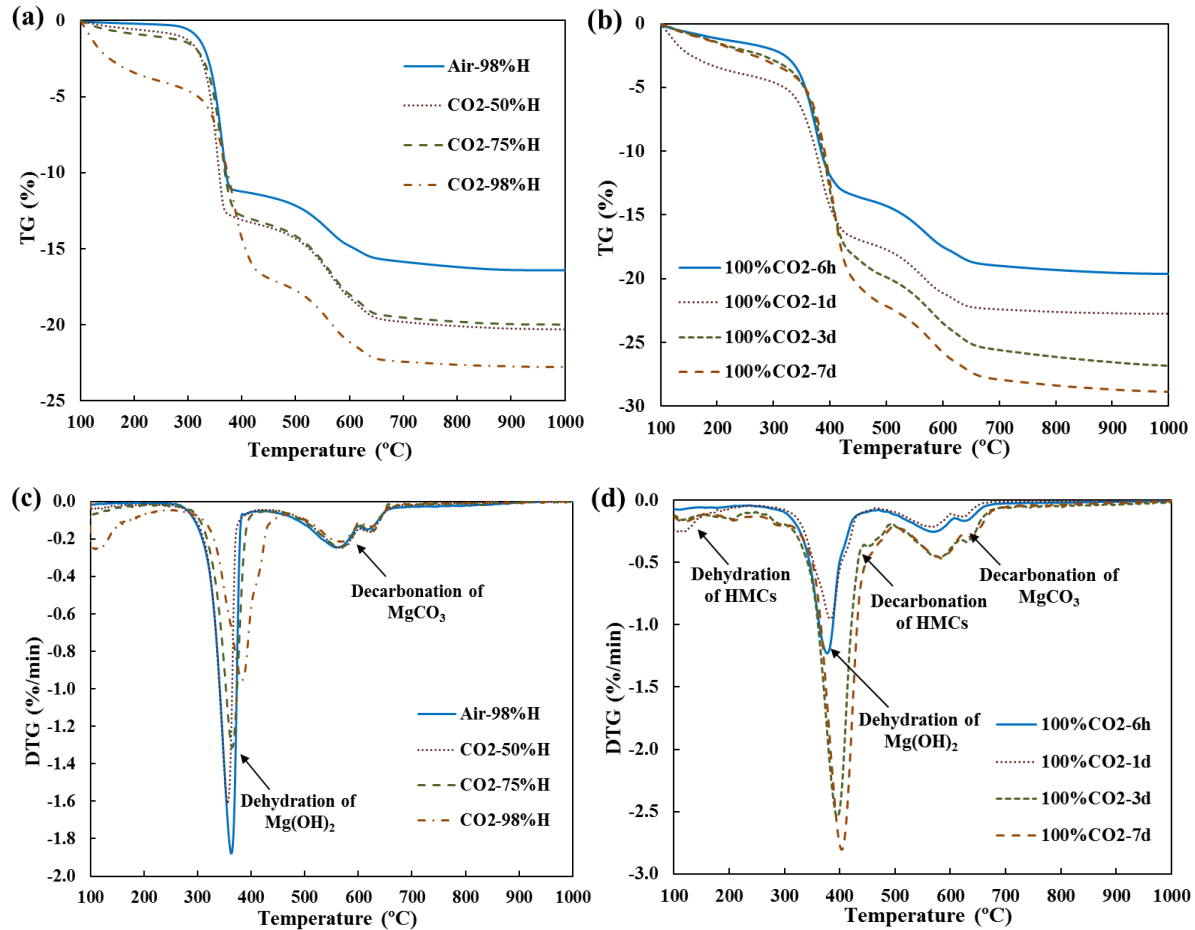 (a)
0
-5
-10
-15
-20
-25
TG (%)
100 200 300 400 500 600 700 800 900 1000
Temperature (ºC)
Air-98%H
CO2-50%H
CO2-75%H
CO2-98%H
(b)
0
-5
-10
-15
-20
-25
-30
TG (%)
100 200 300 400 500 600 700 800 900 1000
Temperature (ºC)
100%CO2-6h
100%CO2-1d
100%CO2-3d
100%CO2-7d
(c)
0.0
-0.2
-0.4
-0.6
-0.8
-1.0
-1.2
-1.4
-1.6
-1.8
-2.0
DTG (%/min)
100 200 300 400 500 600 700 800 900 1000
Temperature (ºC)
Decarbonation of
MgCO₃
Dehydration of
Mg(OH)₂
Air-98%H
CO2-50%H
CO2-75%H
CO2-98%H
(d)
0.0
-0.5
-1.0
-1.5
-2.0
-2.5
-3.0
DTG (%/min)
100 200 300 400 500 600 700 800 900 1000
Temperature (ºC)
Dehydration
of HMCs
Decarbonation
of HMCs
Decarbonation of
MgCO₃
Dehydration of
Mg(OH)₂
100%CO2-6h
100%CO2-1d
100%CO2-3d
100%CO2-7d